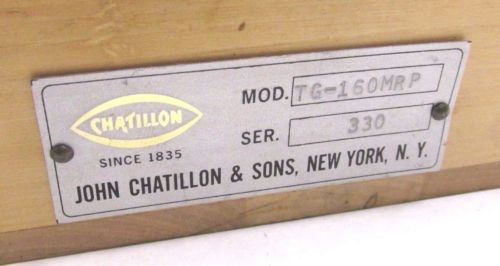 CHATILLON
SINCE 1835
MOD. TG-160MRP
SER. 330
JOHN CHATILLON & SONS, NEW YORK, N. Y.